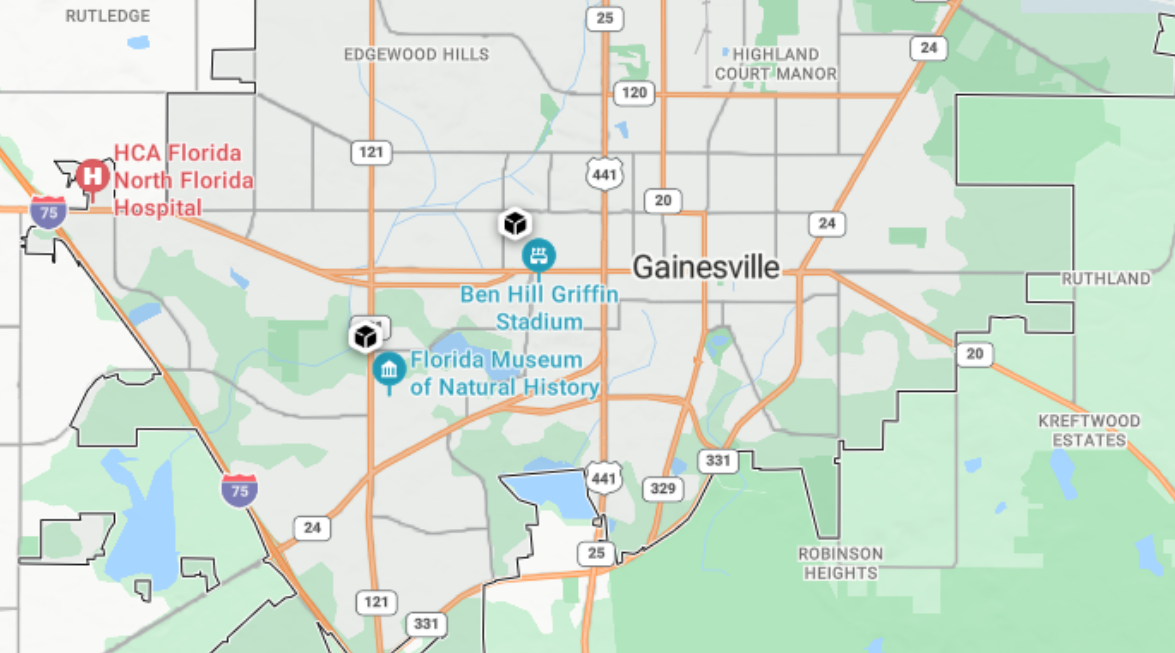 RUTLEDGE
25
EDGEWOOD HILLS
24
HIGHLAND
COURT MANOR
120
121
HCA Florida
North Florida
Hospital
H
441
75
20
24
Gainesville
RUTHLAND
Ben Hill Griffin
Stadium
20
Florida Museum
of Natural History
KREFTWOOD
ESTATES
331
441
329
75
24
25
ROBINSON
HEIGHTS
121
331